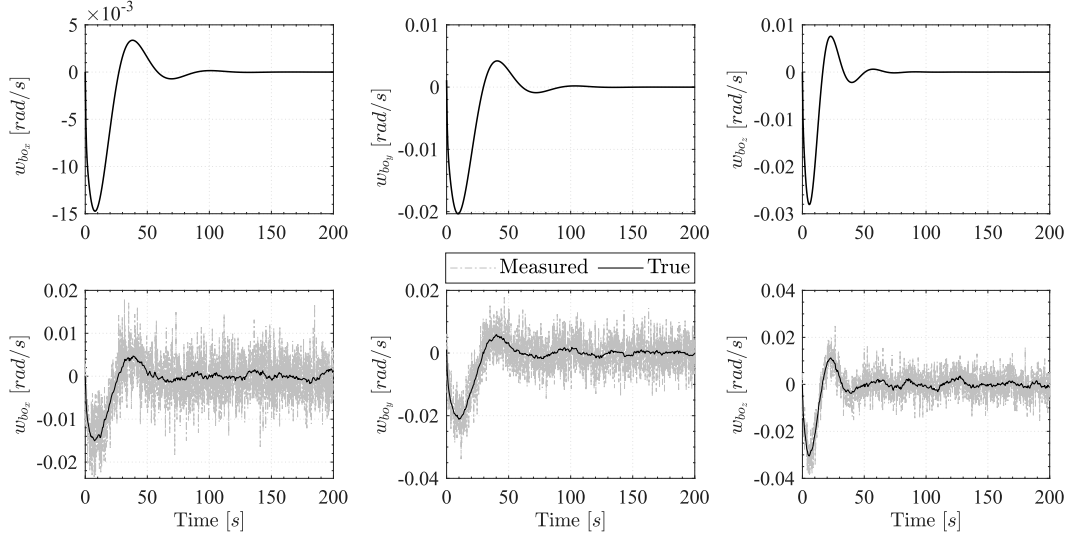 ×10⁻³
5
0
-5
-10
-15
w_{bo_x} [rad/s]
0 50 100 150 200
0.01
0
-0.01
-0.02
w_{bo_y} [rad/s]
0 50 100 150 200
0.01
0
-0.01
-0.02
-0.03
w_{bo_z} [rad/s]
0 50 100 150 200
Measured True
0.02
0.01
0
-0.01
-0.02
w_{bo_x} [rad/s]
0 50 100 150 200
Time [s]
0.02
0
-0.02
-0.04
w_{bo_y} [rad/s]
0 50 100 150 200
Time [s]
0.04
0.02
0
-0.02
-0.04
w_{bo_z} [rad/s]
0 50 100 150 200
Time [s]